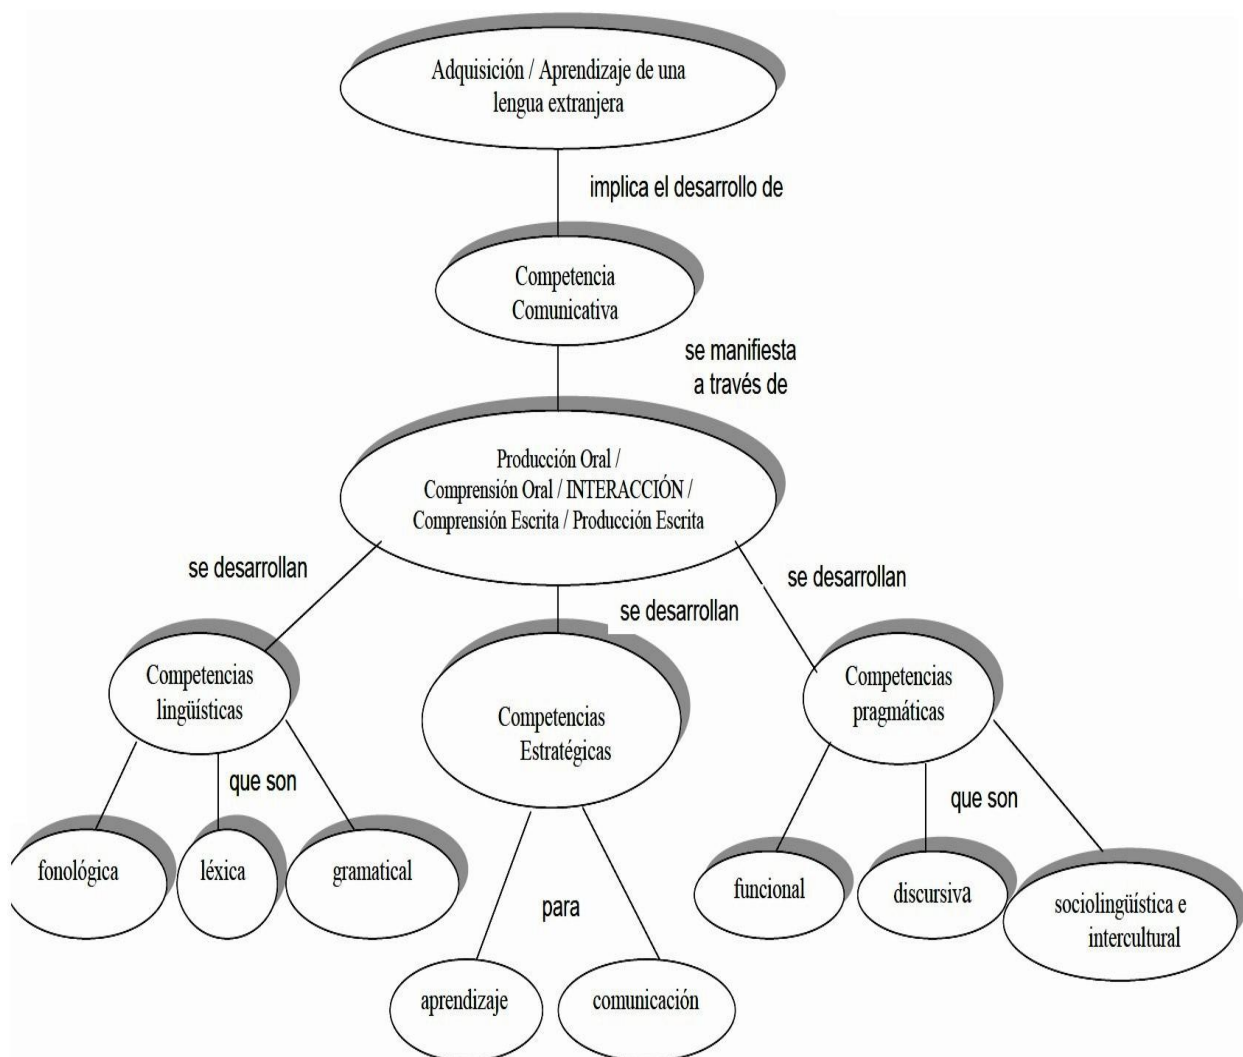 Adquisición / Aprendizaje de una
lengua extranjera
implica el desarrollo de
Competencia
Comunicativa
se manifiesta
a través de
Producción Oral /
Comprensión Oral / INTERACCIÓN /
Comprensión Escrita / Producción Escrita
se desarrollan
se desarrollan
se desarrollan
Competencias
lingüísticas
Competencias
Estratégicas
Competencias
pragmáticas
que son
para
que son
fonológica
léxica
gramatical
aprendizaje
comunicación
funcional
discursiva
sociolingüística e
intercultural